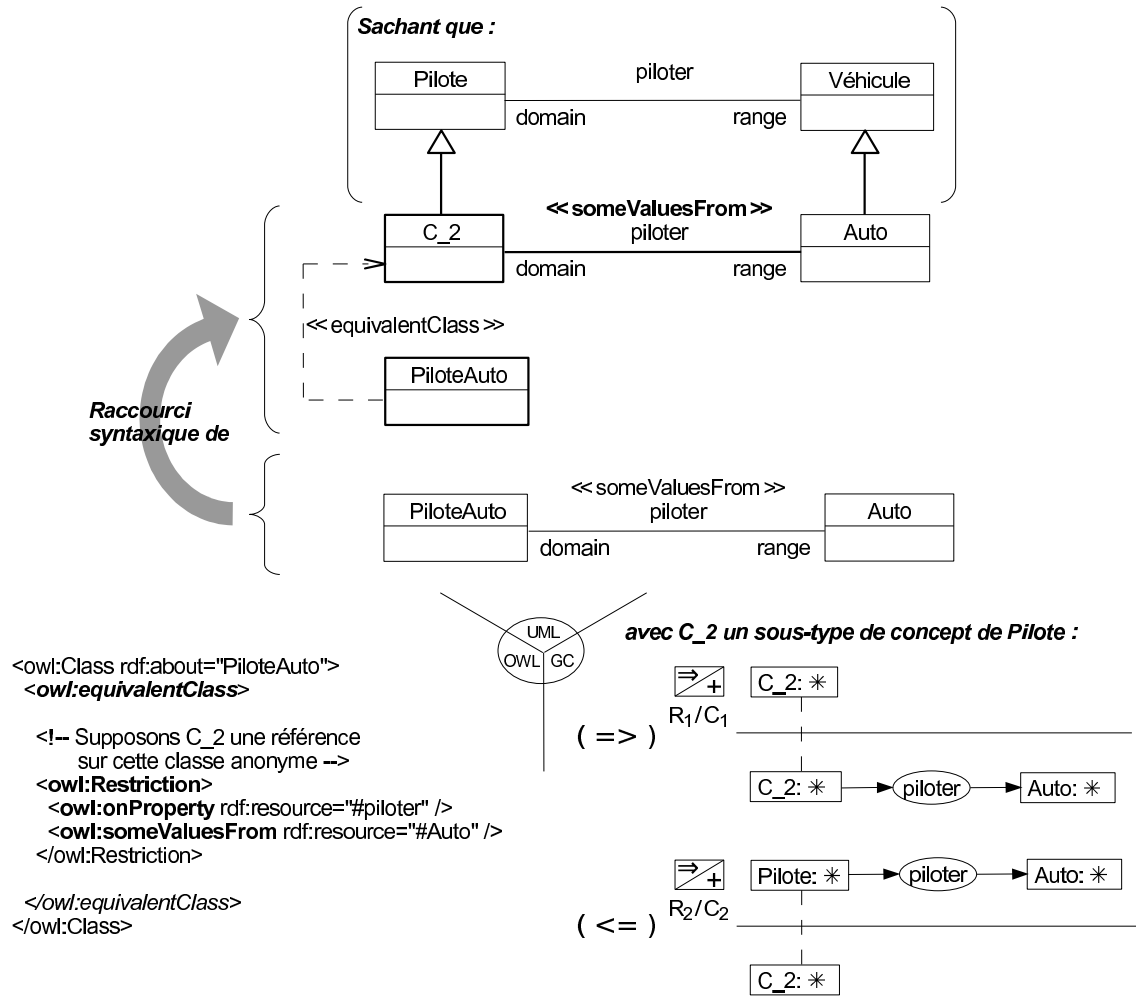 Sachant que :
Pilote
piloter
Véhicule
domain
range
<< someValuesFrom >>
C_2
piloter
Auto
domain
range
<< equivalentClass >>
PiloteAuto
Raccourci
syntaxique de
<< someValuesFrom >>
PiloteAuto
piloter
Auto
domain
range
UML
OWL
GC
<owl:Class rdf:about="PiloteAuto">
<owl:equivalentClass>
<!-- Supposons C_2 une référence
sur cette classe anonyme -->
<owl:Restriction>
<owl:onProperty rdf:resource="#piloter" />
<owl:someValuesFrom rdf:resource="#Auto" />
</owl:Restriction>
</owl:equivalentClass>
</owl:Class>
avec C_2 un sous-type de concept de Pilote :
⇒ +
R1/C1
C_2: ✳
( => )
C_2: ✳
piloter
Auto: ✳
⇒ +
R2/C2
Pilote: ✳
piloter
Auto: ✳
( <= )
C_2: ✳